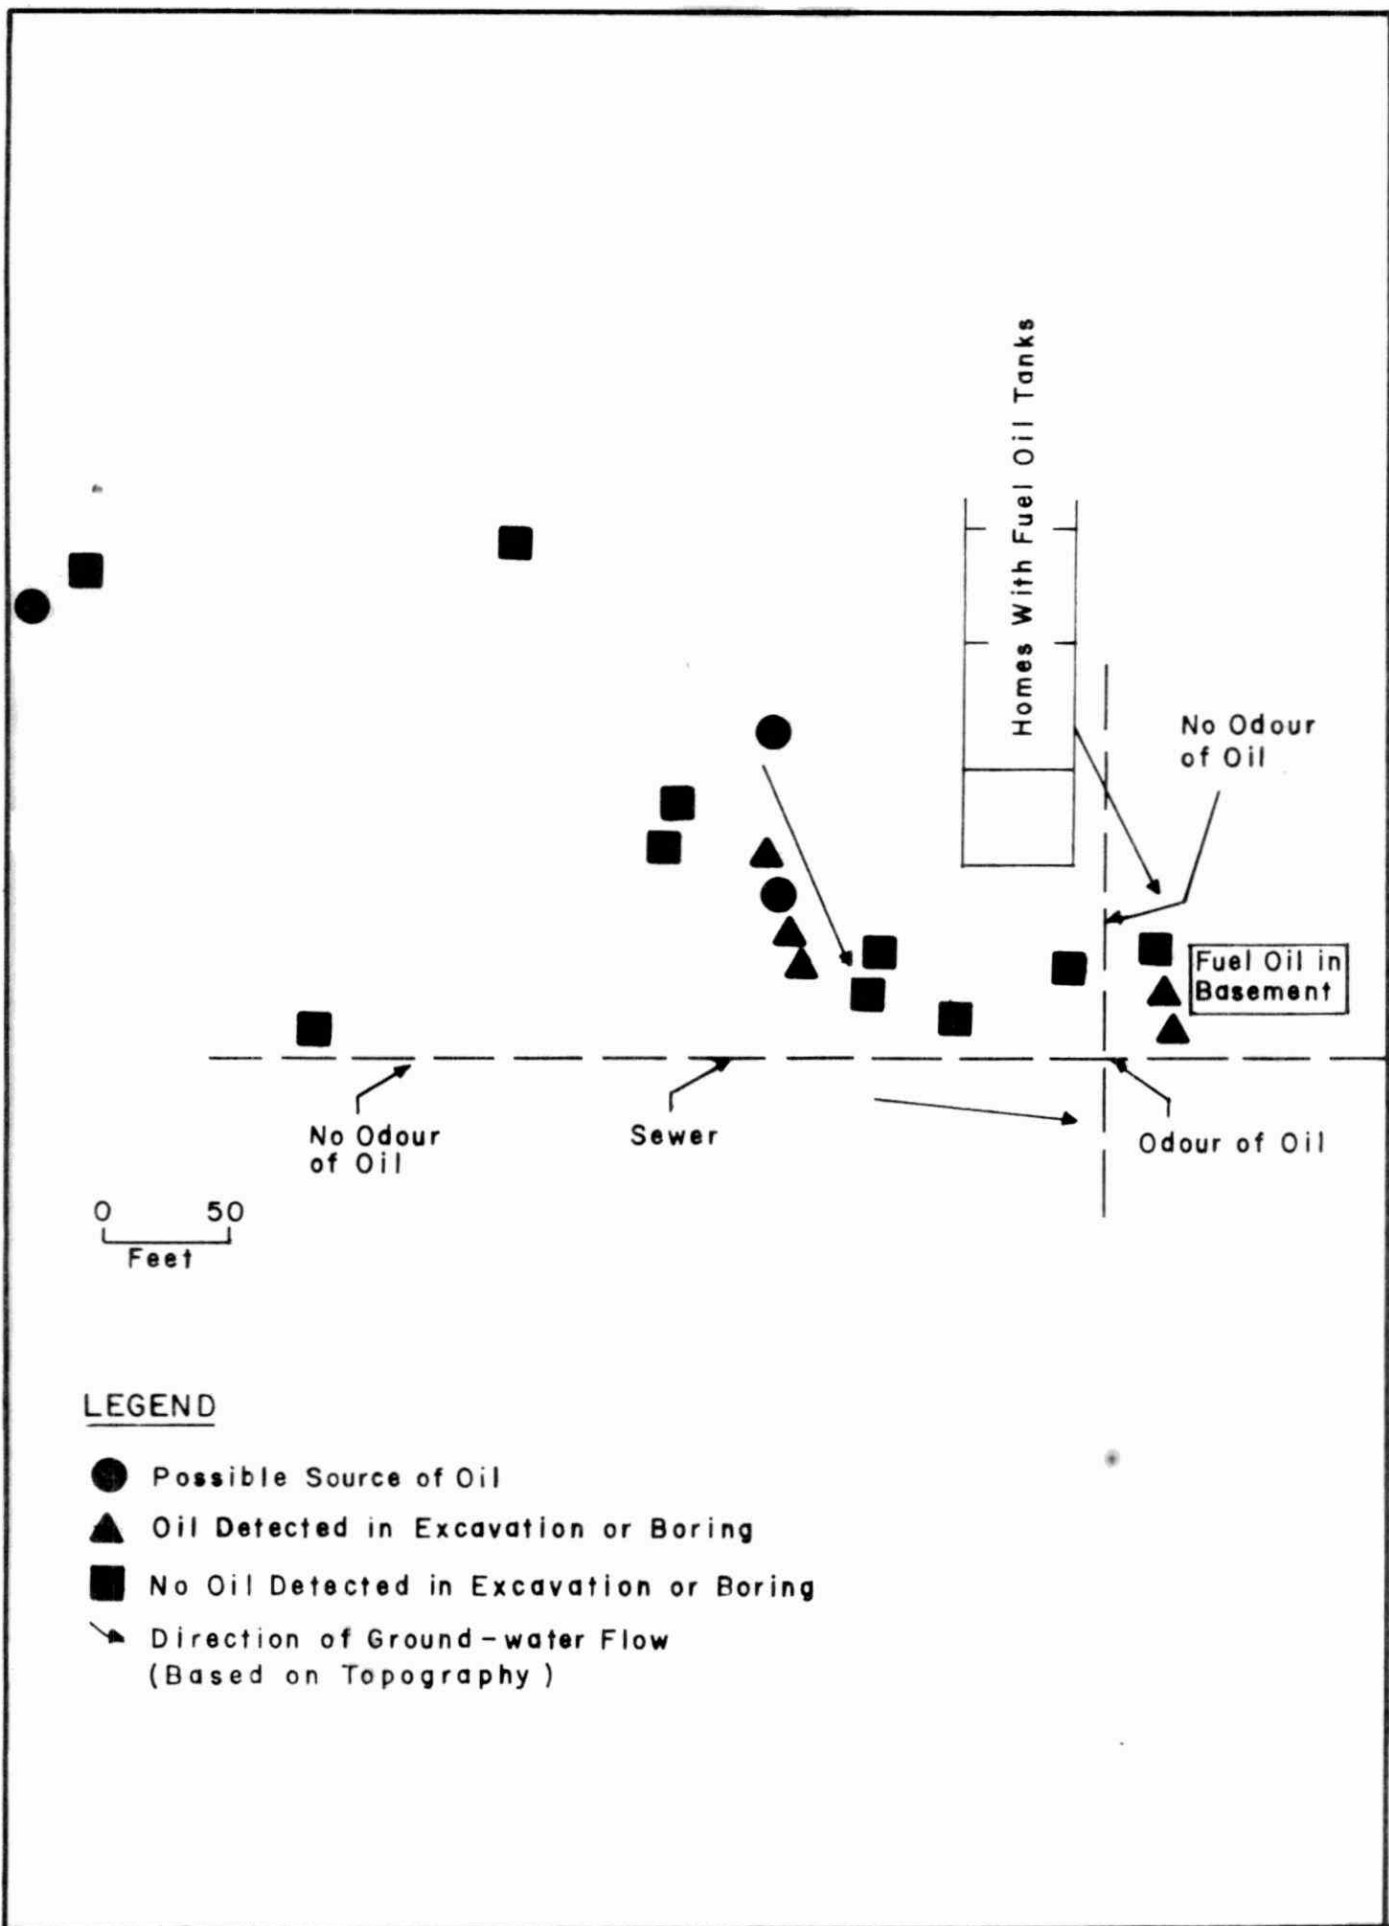 Homes With Fuel Oil Tanks
No Odour
of Oil
Fuel Oil in
Basement
No Odour
of Oil
Sewer
Odour of Oil
0 50
Feet
LEGEND
Possible Source of Oil
Oil Detected in Excavation or Boring
No Oil Detected in Excavation or Boring
Direction of Ground-water Flow
(Based on Topography)